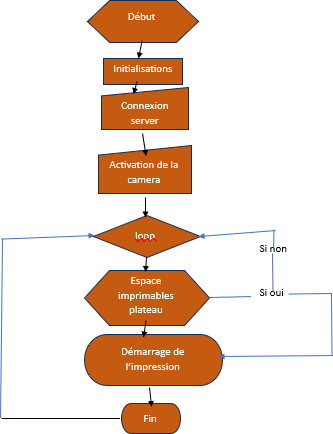 Début
Initialisations
Connexion
server
Activation de la
camera
loop
Si non
Espace
imprimables
plateau
Si oui
Démarrage de
l'impression
Fin